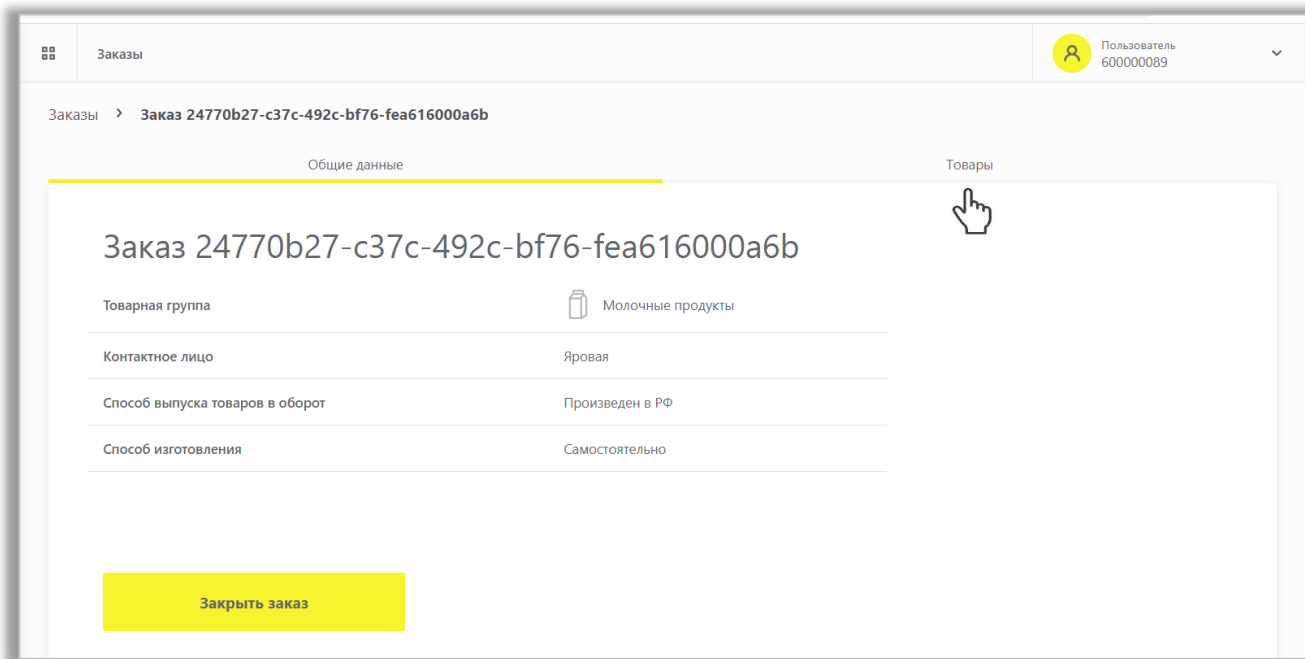 Заказы
Пользователь
600000089
Заказы > Заказ 24770b27-c37c-492c-bf76-fea616000a6b
Общие данные
Товары
Заказ 24770b27-c37c-492c-bf76-fea616000a6b
Товарная группа Молочные продукты
Контактное лицо Яровая
Способ выпуска товаров в оборот Произведен в РФ
Способ изготовления Самостоятельно
Закрыть заказ